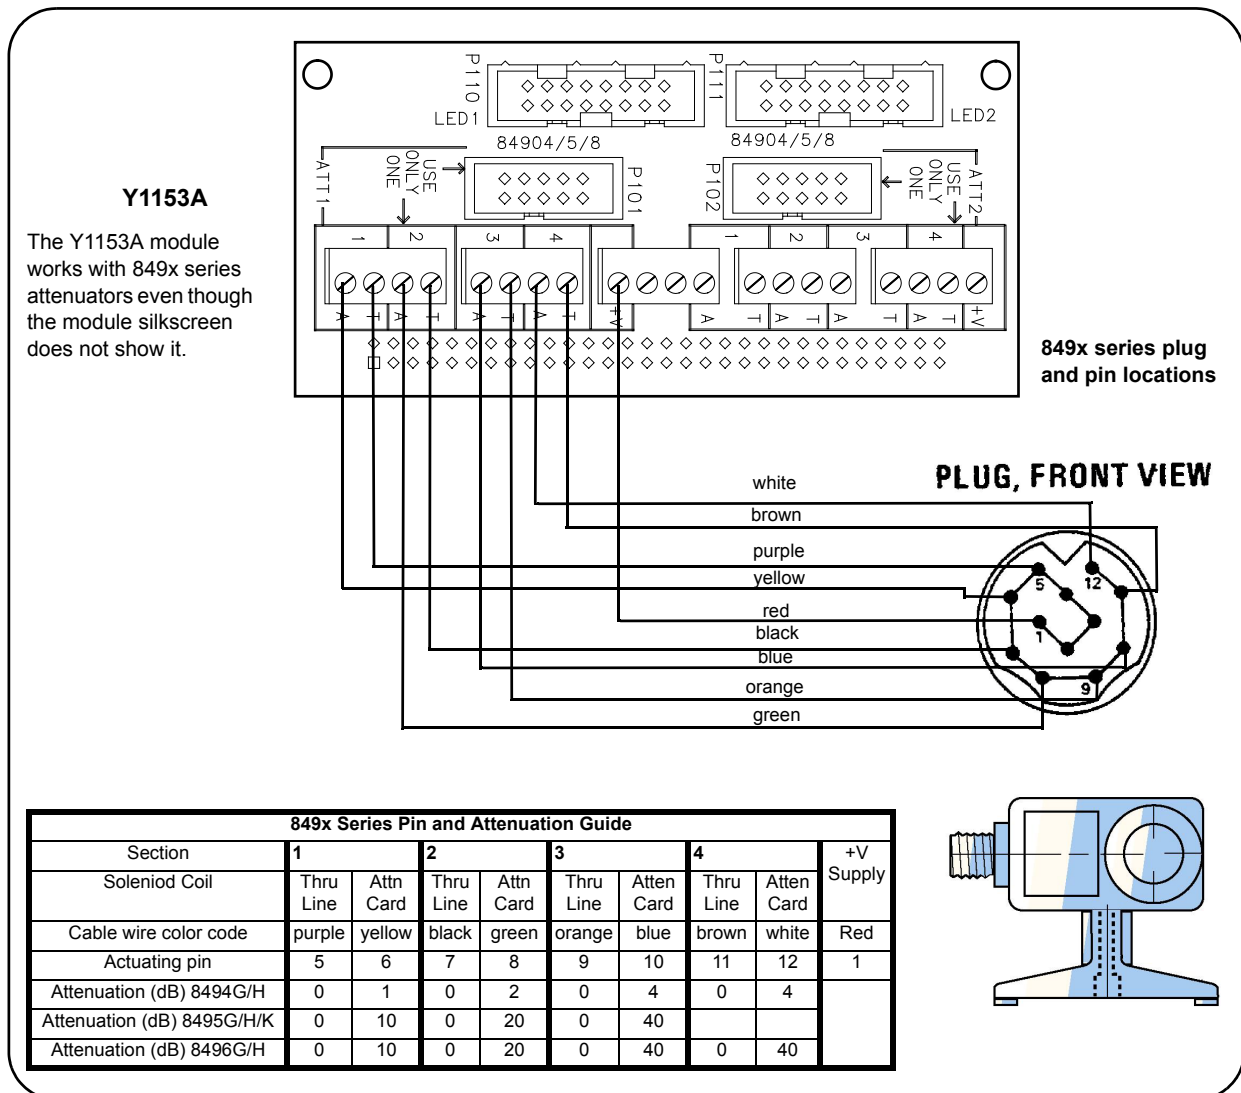 P110
P111
LED1
LED2
84904/5/8
84904/5/8
ATT1
USE ONLY ONE
P101
P102
USE ONLY ONE
ATT2
Y1153A
The Y1153A module
works with 849x series
attenuators even though
the module silkscreen
does not show it.
1 2 3 4 1 2 3 4
A T A T A T A T +V A T A T A T A T +V
849x series plug
and pin locations
PLUG, FRONT VIEW
white
brown
purple
yellow
red
black
blue
orange
green
5
12
1
9
849x Series Pin and Attenuation Guide
Section 1 2 3 4 +V Supply
Soleniod Coil Thru Line Attn Card Thru Line Attn Card Thru Line Atten Card Thru Line Atten Card
Cable wire color code purple yellow black green orange blue brown white Red
Actuating pin 5 6 7 8 9 10 11 12 1
Attenuation (dB) 8494G/H 0 1 0 2 0 4 0 4
Attenuation (dB) 8495G/H/K 0 10 0 20 0 40
Attenuation (dB) 8496G/H 0 10 0 20 0 40 0 40